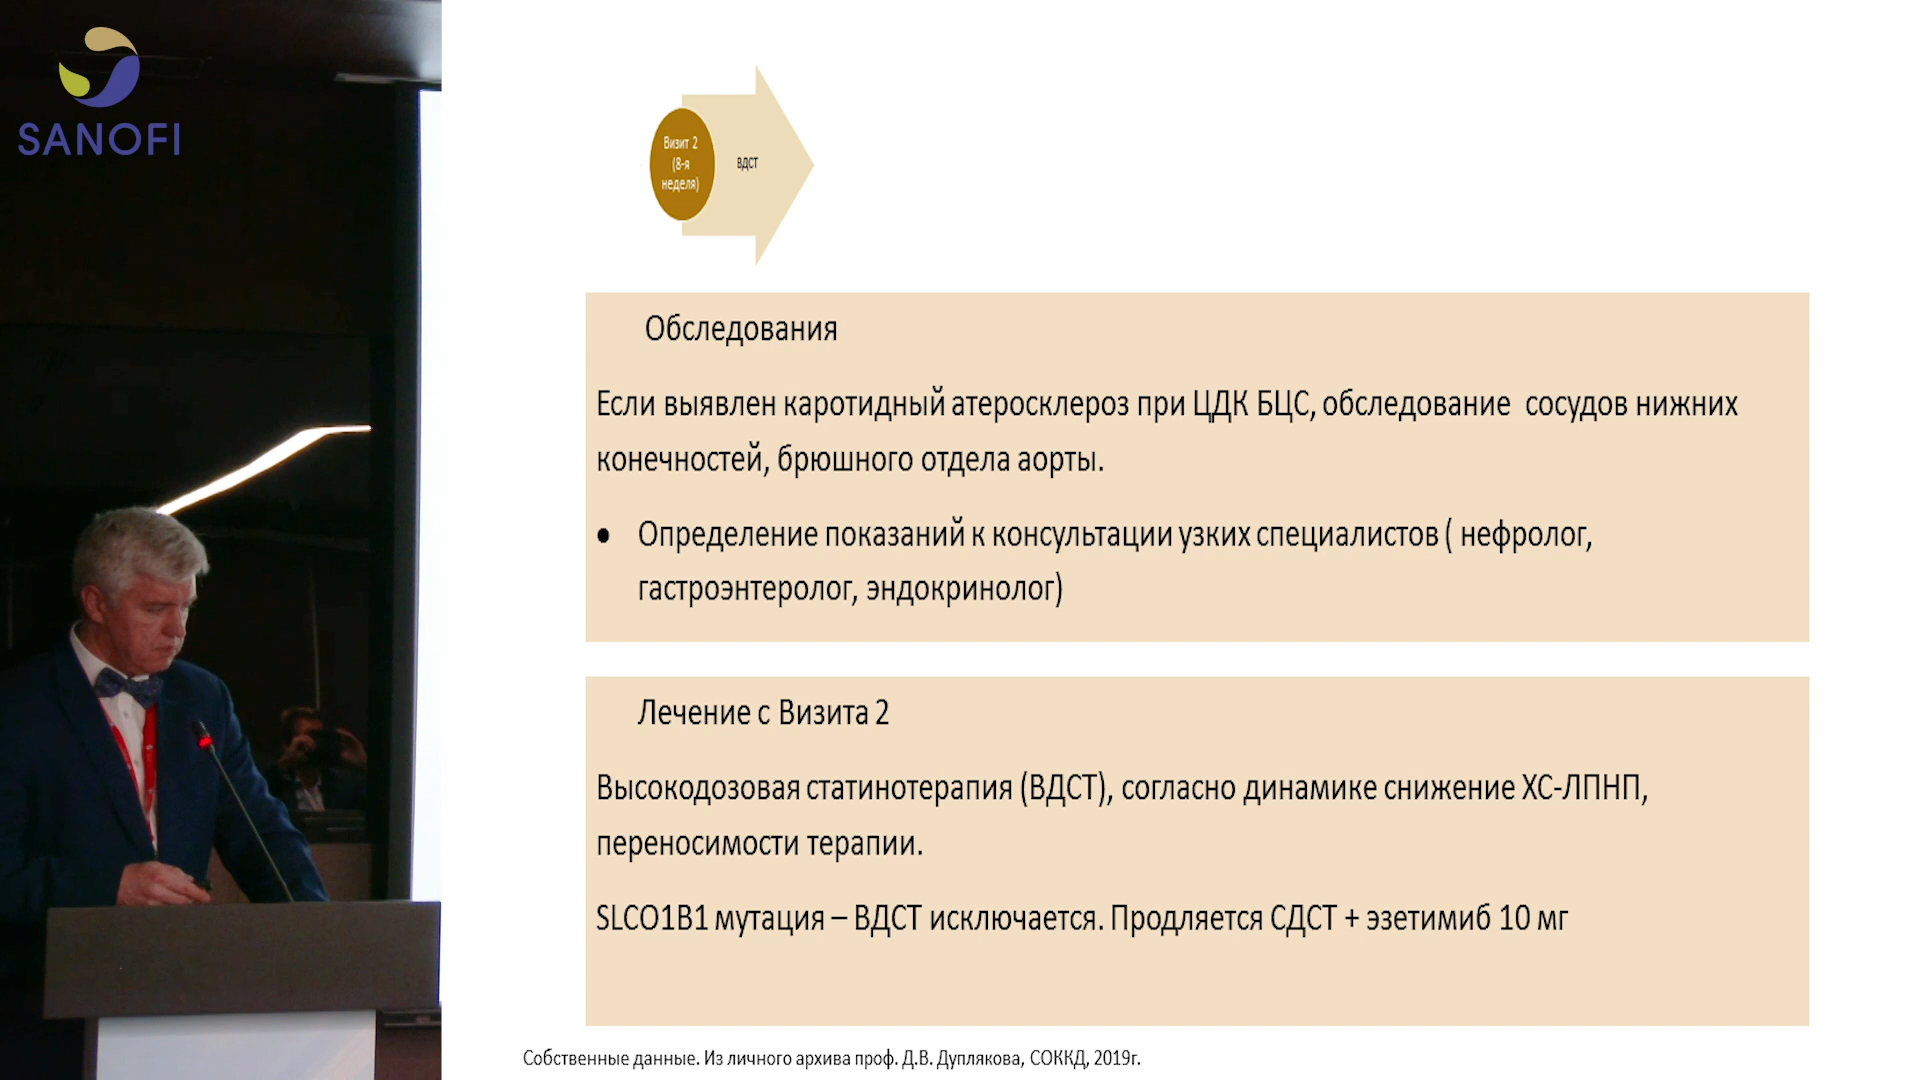 SANOFI
Визит 2
(8-я
неделя)
ВДСТ
Обследования
Если выявлен каротидный атеросклероз при ЦДК БЦС, обследование сосудов нижних
конечностей, брюшного отдела аорты.
• Определение показаний к консультации узких специалистов ( нефролог,
гастроэнтеролог, эндокринолог)
Лечение с Визита 2
Высокодозовая статинотерапия (ВДСТ), согласно динамике снижение ХС-ЛПНП,
переносимости терапии.
SLCO1B1 мутация – ВДСТ исключается. Продляется СДСТ + эзетимиб 10 мг
Собственные данные. Из личного архива проф. Д.В. Дуплякова, СОККД, 2019г.